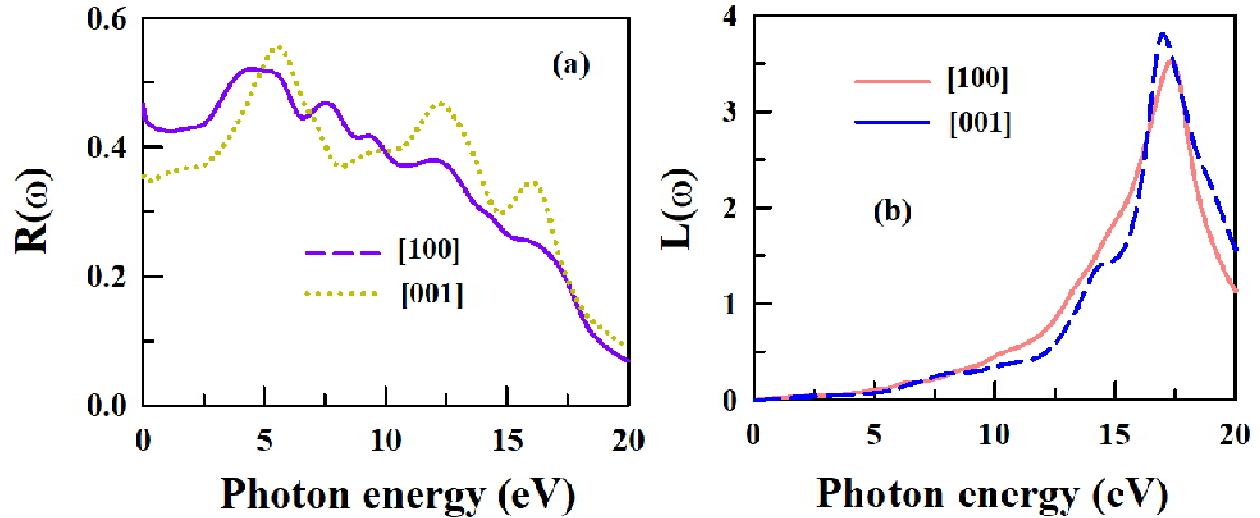 0.6
0.4
0.2
0.0
R(ω)
(a)
[100]
[001]
0 5 10 15 20
Photon energy (eV)
4
3
2
1
0
L(ω)
[100]
[001]
(b)
0 5 10 15 20
Photon energy (cV)